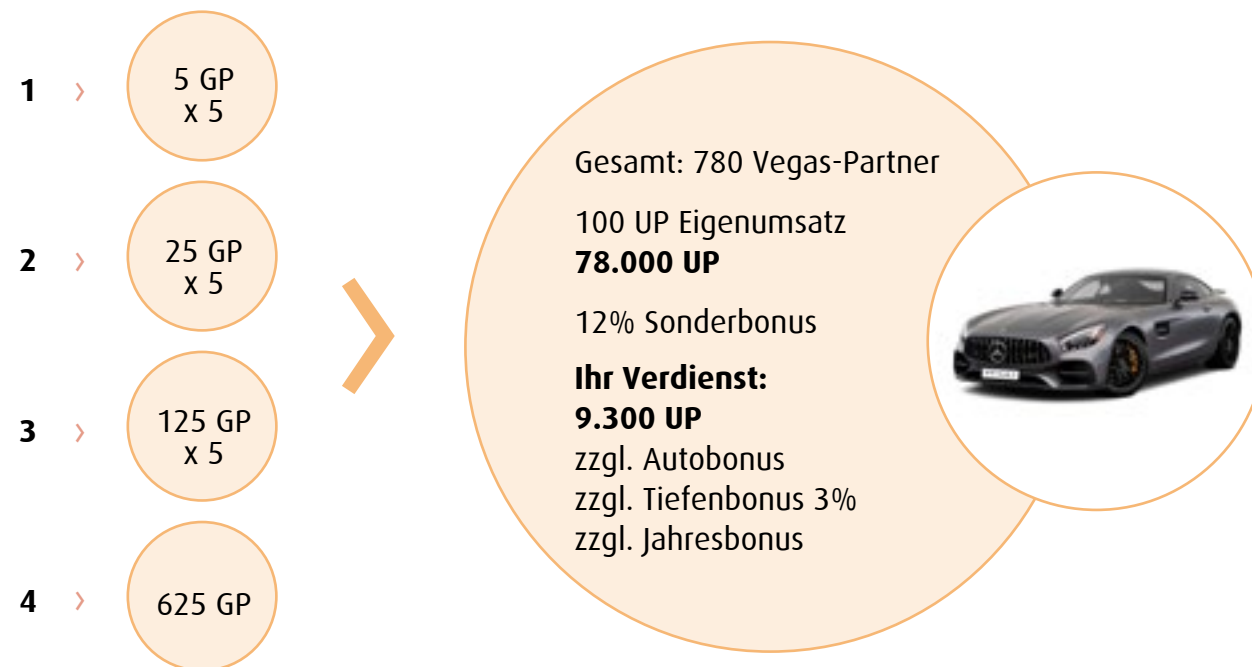 1 › 5 GP
x 5
2 › 25 GP
x 5
3 › 125 GP
x 5
4 › 625 GP
Gesamt: 780 Vegas-Partner
100 UP Eigenumsatz
78.000 UP
12% Sonderbonus
Ihr Verdienst:
9.300 UP
zzgl. Autobonus
zzgl. Tiefenbonus 3%
zzgl. Jahresbonus